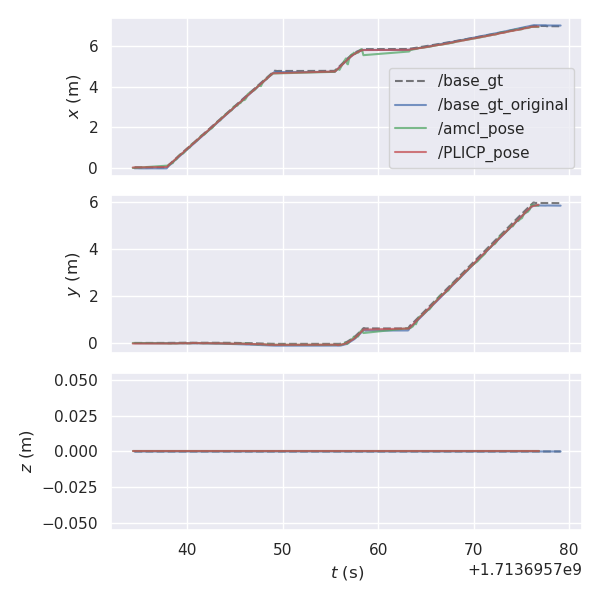 x (m)
6
4
2
0
/base_gt
/base_gt_original
/amcl_pose
/PLICP_pose
y (m)
6
4
2
0
z (m)
0.050
0.025
0.000
−0.025
−0.050
40 50 60 70 80
t (s)
+1.7136957e9